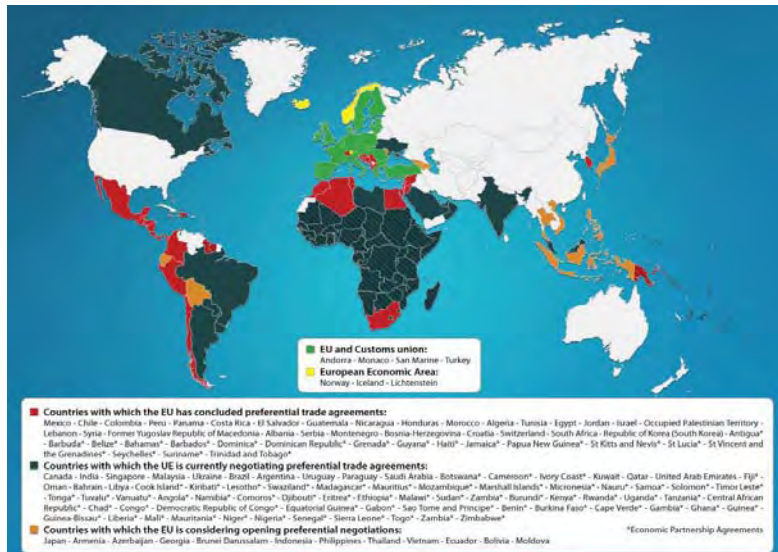 EU and Customs union:
Andorra - Monaco - San Marine - Turkey
European Economic Area:
Norway - Iceland - Lichtenstein
Countries with which the EU has concluded preferential trade agreements:
Mexico - Chile - Colombia - Peru - Panama - Costa Rica - El Salvador - Guatemala - Nicaragua - Honduras - Morocco - Algeria - Tunisia - Egypt - Jordan - Israel - Occupied Palestinian Territory -
Lebanon - Syria - Former Yugoslav Republic of Macedonia - Albania - Serbia - Montenegro - Bosnia-Herzegovina - Croatia - Switzerland - South Africa - Republic of Korea (South Korea) - Antigua*
- Barbuda* - Belize* - Bahamas* - Barbados* - Dominica* - Dominican Republic* - Grenada* - Guyana* - Haiti* - Jamaica* - Papua New Guinea* - St Kitts and Nevis* - St Lucia* - St Vincent and
the Grenadines* - Seychelles* - Suriname* - Trinidad and Tobago*
Countries with which the UE is currently negotiating preferential trade agreements:
Canada - India - Singapore - Malaysia - Ukraine - Brazil - Argentina - Uruguay - Paraguay - Saudi Arabia - Botswana* - Cameroon* - Ivory Coast* - Kuwait - Qatar - United Arab Emirates - Fiji* -
Oman - Bahrain - Libya - Cook Island* - Kiribati* - Lesotho* - Swaziland* - Madagascar* - Mauritius* - Mozambique* - Marshall Islands* - Micronesia* - Nauru* - Samoa* - Solomon* - Timor Leste*
- Tonga* - Tuvalu* - Vanuatu* - Angola* - Namibia* - Comoros* - Djibouti* - Eritrea* - Ethiopia* - Malawi* - Sudan* - Zambia* - Burundi* - Kenya* - Rwanda* - Uganda* - Tanzania* - Central African
Republic* - Chad* - Congo* - Democratic Republic of Congo* - Equatorial Guinea* - Gabon* - Sao Tome and Principe* - Benin* - Burkina Faso* - Cape Verde* - Gambia* - Ghana* - Guinea* -
Guinea-Bissau* - Liberia* - Mali* - Mauritania* - Niger* - Nigeria* - Senegal* - Sierra Leone* - Togo* - Zambia* - Zimbabwe*
Countries with which the EU is considering opening preferential negotiations:
*Economic Partnership Agreements
Japan - Armenia - Azerbaijan - Georgia - Brunei Darussalam - Indonesia - Philippines - Thailand - Vietnam - Ecuador - Bolivia - Moldova